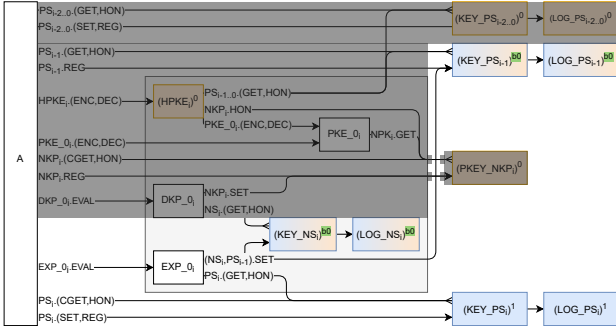 PS_{i-2..0}.(GET,HON)
PS_{i-2..0}.(SET,REG)
(KEY_PS_{i-2..0})^0
(LOG_PS_{i-2..0})^0
PS_{i-1}.(GET,HON)
PS_{i-1}.REG
(KEY_PS_{i-1})^{b0}
(LOG_PS_{i-1})^{b0}
HPKE_i.(ENC,DEC)
(HPKE_i)^0
PS_{i-1..0}.(GET,HON)
NKP_i.HON
PKE_0_i.(ENC,DEC)
PKE_0_i.(ENC,DEC)
PKE_0_i
NPK_i.GET
A
NKP_i.(CGET,HON)
NKP_i.REG
(PKEY_NKP_i)^0
DKP_0_i.EVAL
DKP_0_i
NKP_i.SET
NS_i.(GET,HON)
(KEY_NS_i)^{b0}
(LOG_NS_i)^{b0}
EXP_0_i.EVAL
EXP_0_i
(NS_i,PS_{i-1}).SET
PS_i.(GET,HON)
PS_i.(CGET,HON)
PS_i.(SET,REG)
(KEY_PS_i)^1
(LOG_PS_i)^1